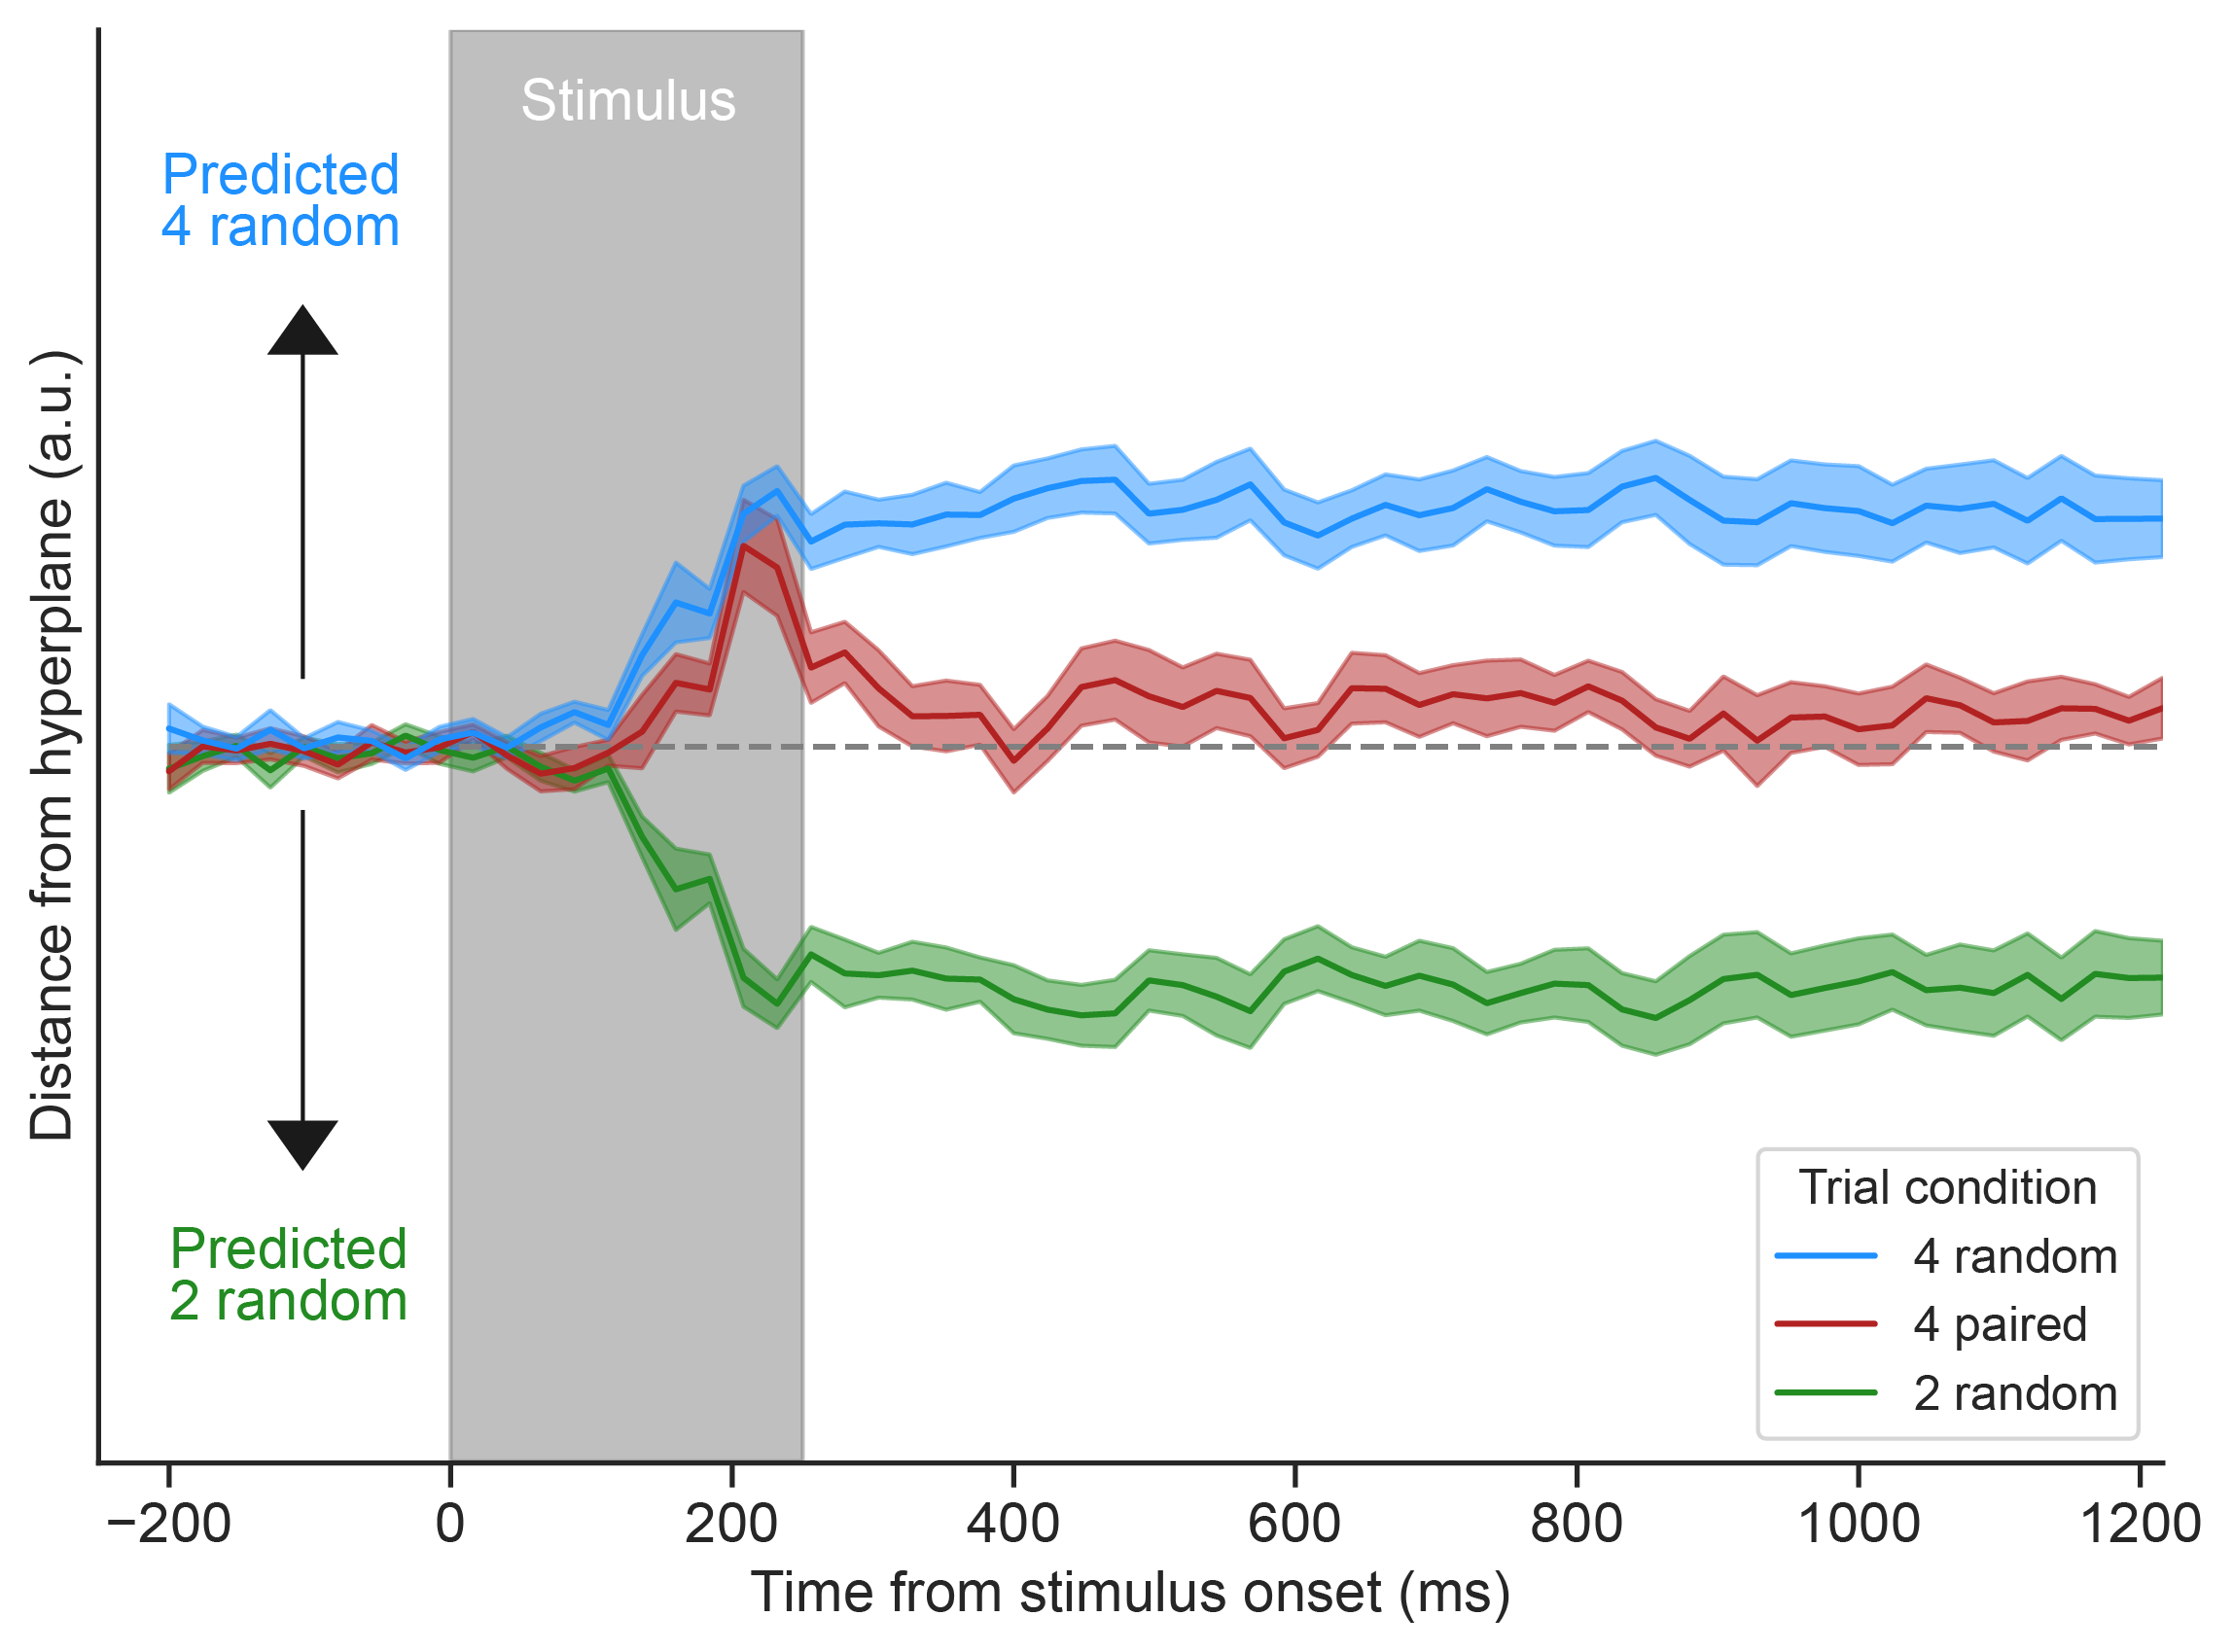 Stimulus
Predicted
4 random
Distance from hyperplane (a.u.)
Predicted
2 random
Trial condition
4 random
4 paired
2 random
−200 0 200 400 600 800 1000 1200
Time from stimulus onset (ms)